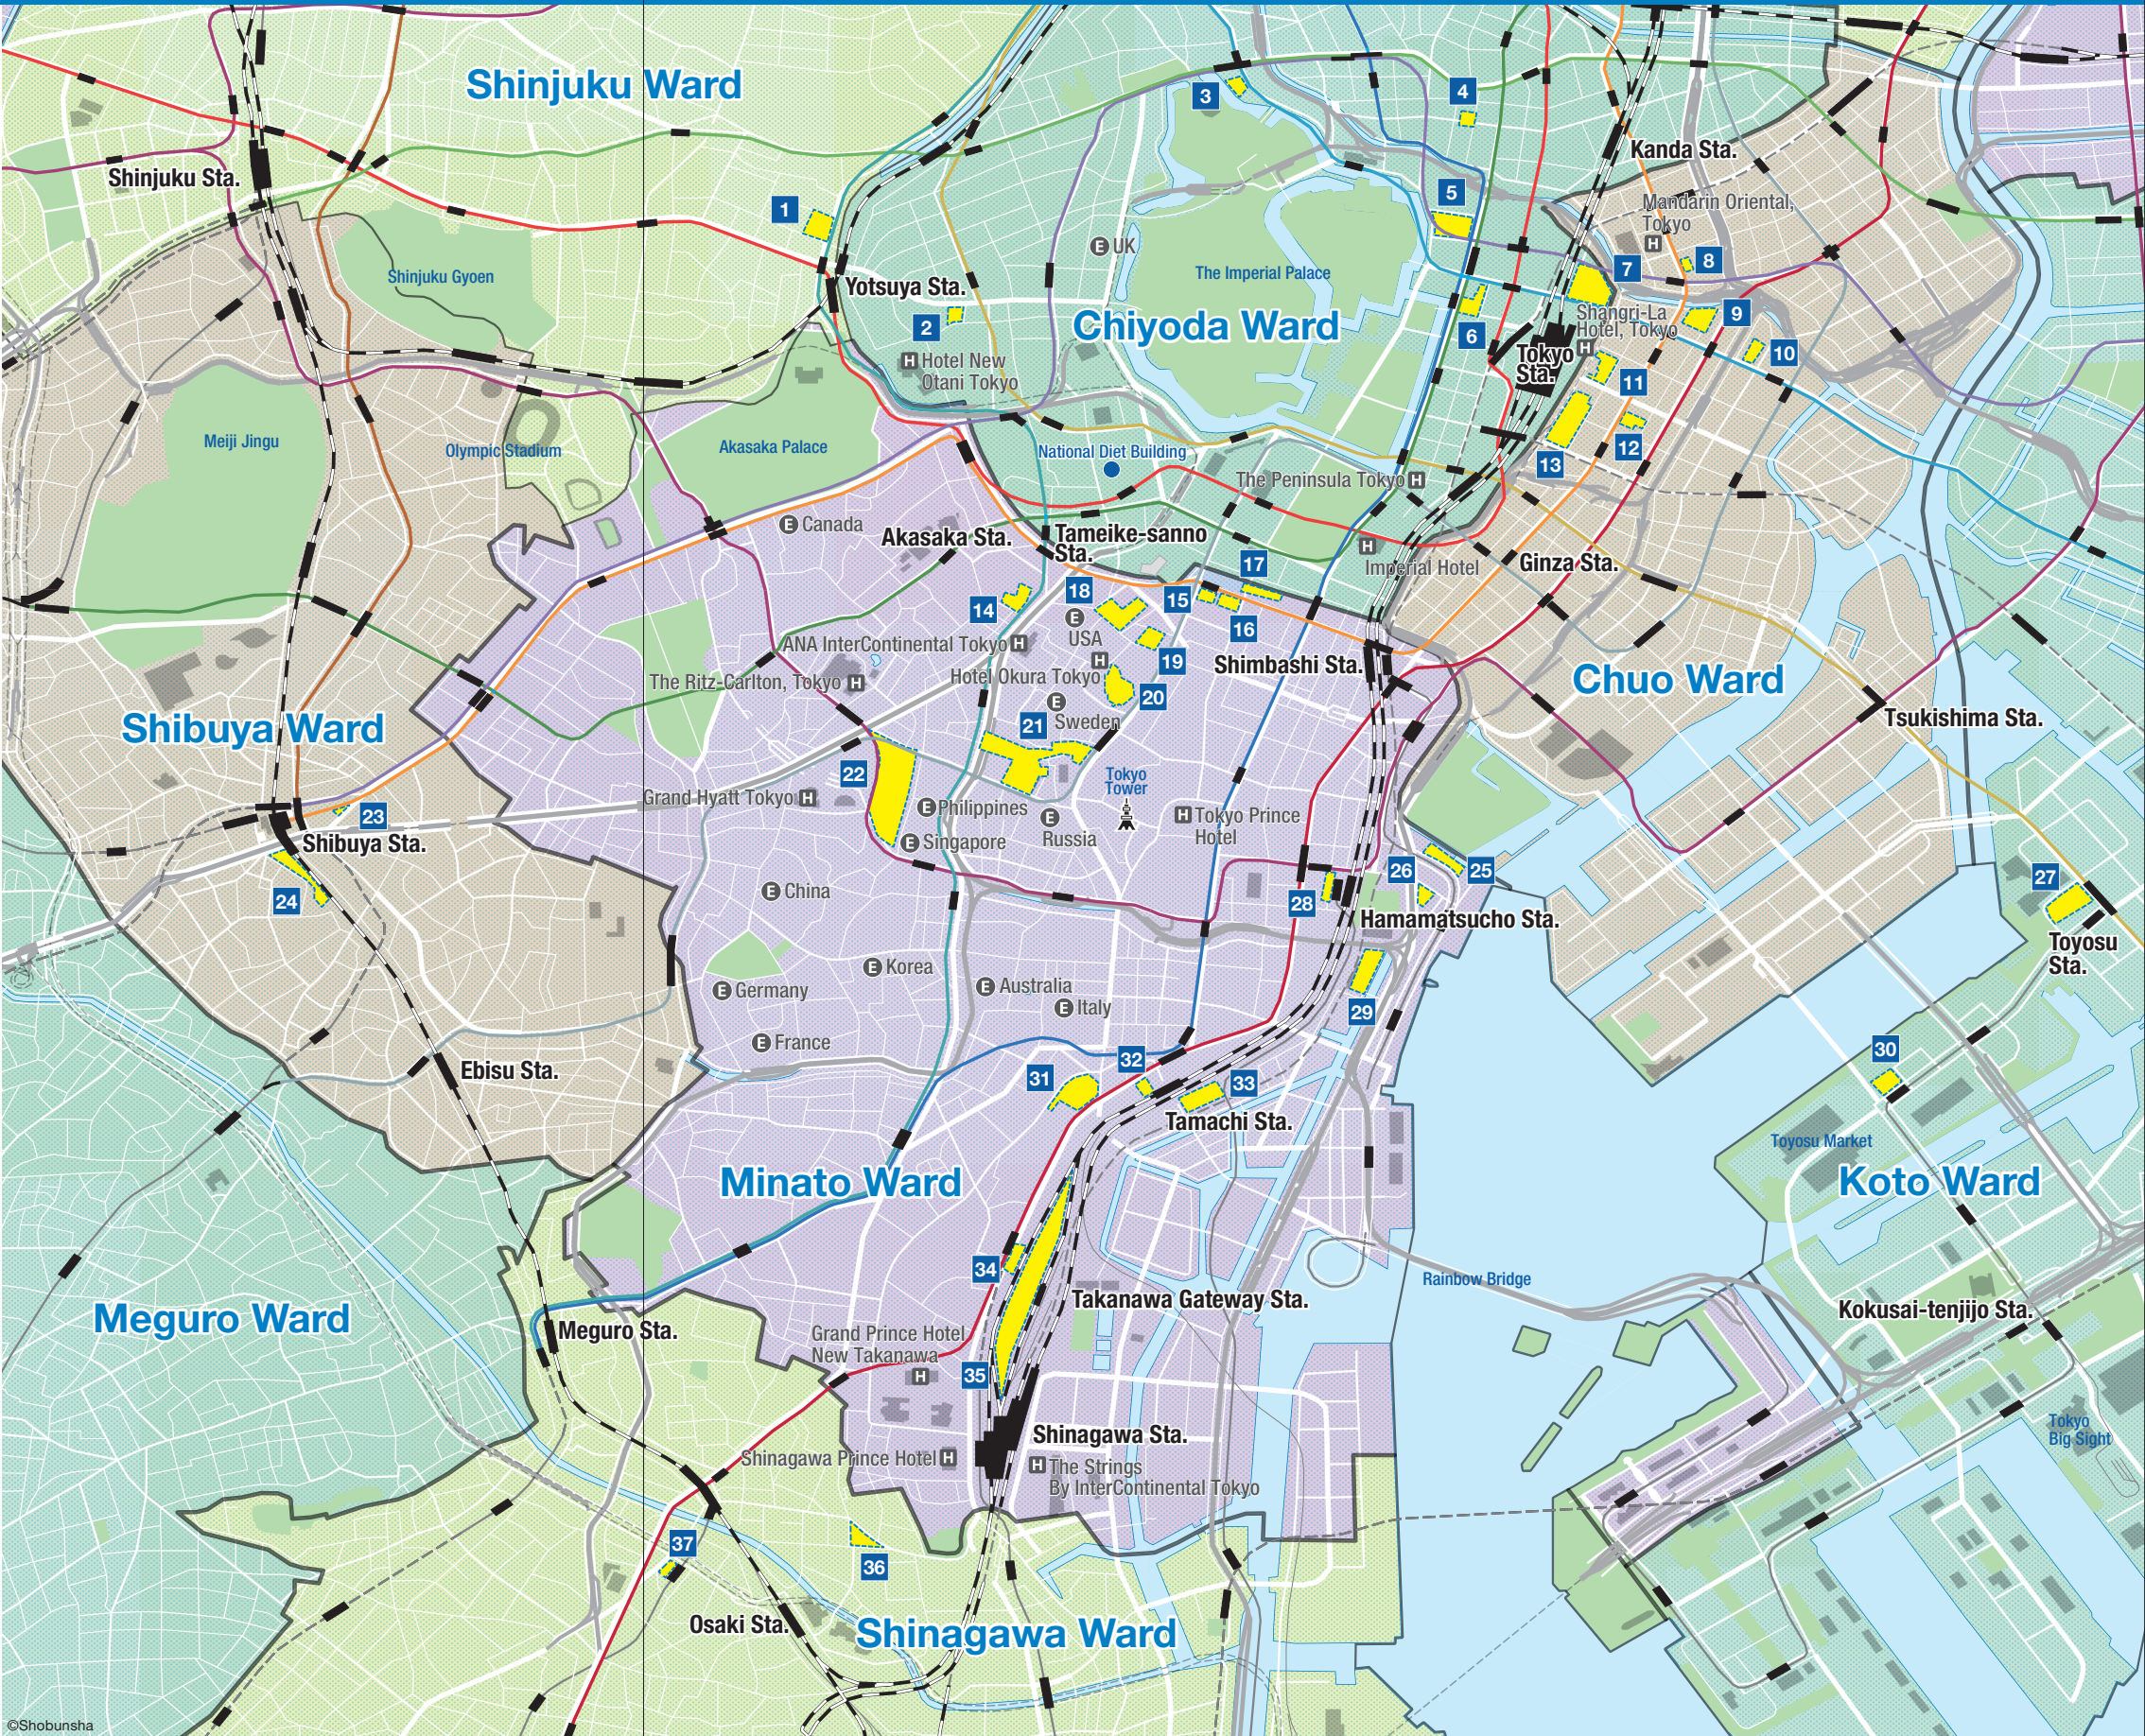 Shinjuku Ward
3
4
Kanda Sta.
Shinjuku Sta.
5
Mandarin Oriental,
Tokyo
1
E UK
Shinjuku Gyoen
The Imperial Palace
7
8
Yotsuya Sta.
2
Chiyoda Ward
6
Shangri-La
Hotel, Tokyo
H
9
10
H Hotel New
Otani Tokyo
Tokyo
Sta.
11
Meiji Jingu
Olympic Stadium
Akasaka Palace
National Diet Building
12
13
The Peninsula Tokyo H
E Canada
Akasaka Sta.
Tameike-sanno
Sta.
H
Imperial Hotel
Ginza Sta.
17
14
18
15
16
E
USA
19
ANA InterContinental Tokyo H
H
Hotel Okura Tokyo
Shimbashi Sta.
The Ritz-Carlton, Tokyo H
20
Chuo Ward
E
Sweden
21
Tsukishima Sta.
Shibuya Ward
22
Tokyo
Tower
Grand Hyatt Tokyo H
E Philippines
E
Russia
H Tokyo Prince
Hotel
23
Shibuya Sta.
E Singapore
26
25
27
24
E China
28
Hamamatsucho Sta.
Toyosu
Sta.
E Korea
E Germany
E Australia
E Italy
29
E France
30
Ebisu Sta.
31
32
33
Tamachi Sta.
Toyosu Market
Minato Ward
Koto Ward
34
Rainbow Bridge
Takanawa Gateway Sta.
Kokusai-tenjijo Sta.
Meguro Ward
Meguro Sta.
Grand Prince Hotel
New Takanawa
H
35
Shinagawa Sta.
Tokyo
Big Sight
Shinagawa Prince Hotel H
H The Strings
By InterContinental Tokyo
37
36
Osaki Sta.
Shinagawa Ward
©Shobunsha